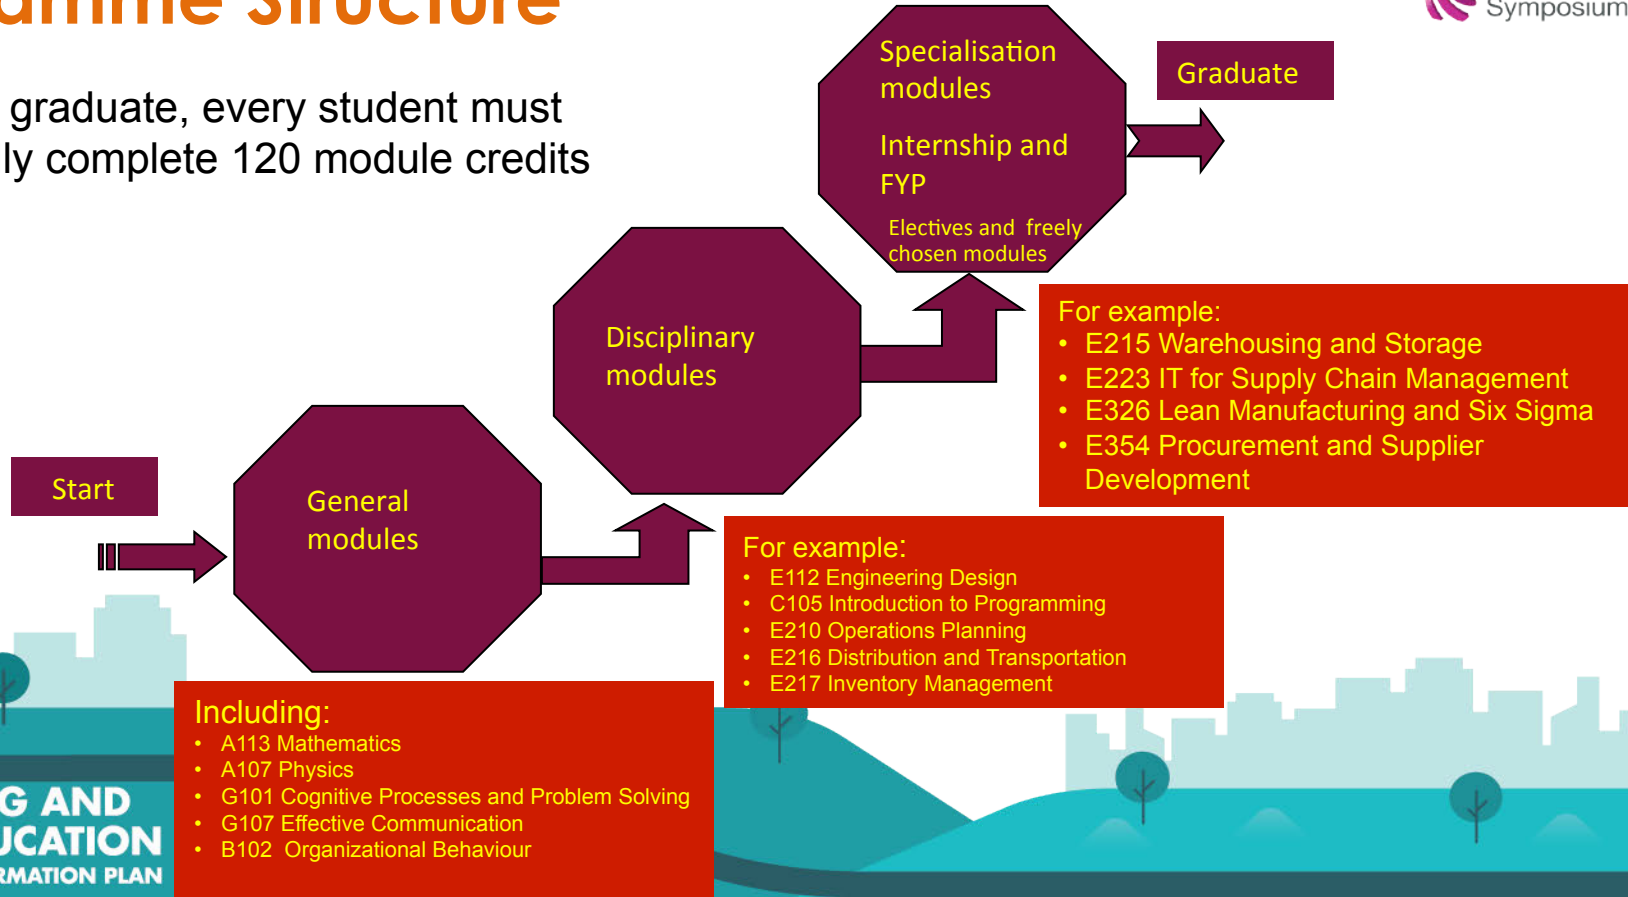 amme Structure
Symposium
graduate, every student must
ly complete 120 module credits
Specialisation
modules
Internship and
FYP
Electives and freely
chosen modules
Graduate
Disciplinary
modules
For example:
• E215 Warehousing and Storage
• E223 IT for Supply Chain Management
• E326 Lean Manufacturing and Six Sigma
• E354 Procurement and Supplier
Development
Start
General
modules
For example:
• E112 Engineering Design
• C105 Introduction to Programming
• E210 Operations Planning
• E216 Distribution and Transportation
• E217 Inventory Management
Including:
• A113 Mathematics
• A107 Physics
• G101 Cognitive Processes and Problem Solving
• G107 Effective Communication
• B102 Organizational Behaviour
G AND
UCATION
RMATION PLAN